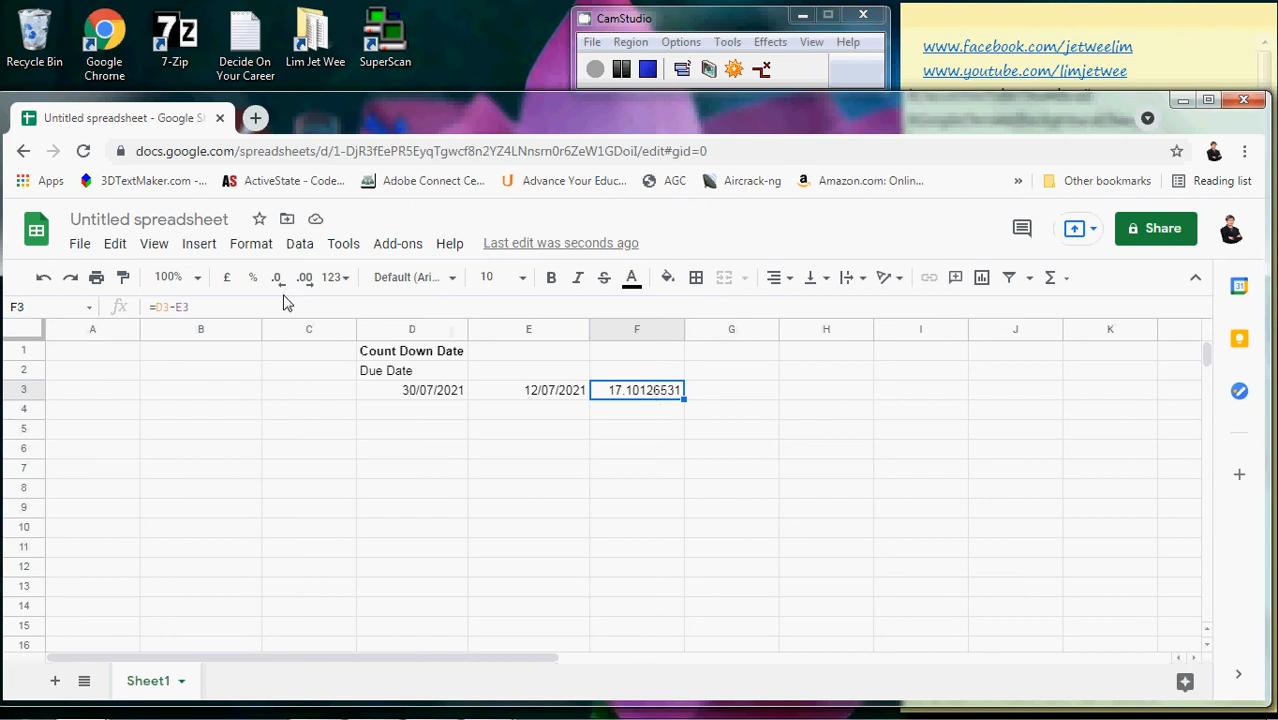 Recycle Bin
Google Chrome
7-Zip
Decide On Your Career
Lim Jet Wee
SuperScan
CamStudio
File Region Options Tools Effects View Help
www.facebook.com/jetweelim
www.youtube.com/limjetwee
Untitled spreadsheet - Google S
docs.google.com/spreadsheets/d/1-DjR3fEePR5EyqTgwcf8n2YZ4LNnsrn0r6ZeW1GDoiI/edit#gid=0
Apps 3DTextMaker.com -... ActiveState - Code... Adobe Connect Ce... Advance Your Educ... AGC Aircrack-ng Amazon.com: Onlin... » Other bookmarks Reading list
Untitled spreadsheet
Share
File Edit View Insert Format Data Tools Add-ons Help Last edit was seconds ago
100% £ % .0 .00 123 Default (Ari... 10 B I S A Σ
F3 fx =D3-E3
A B C D E F G H I J K
1 Count Down Date
2 Due Date
3 30/07/2021 12/07/2021 17.10126531
4
5
6
7
8
9
10
11
12
13
14
15
16
Sheet1
31